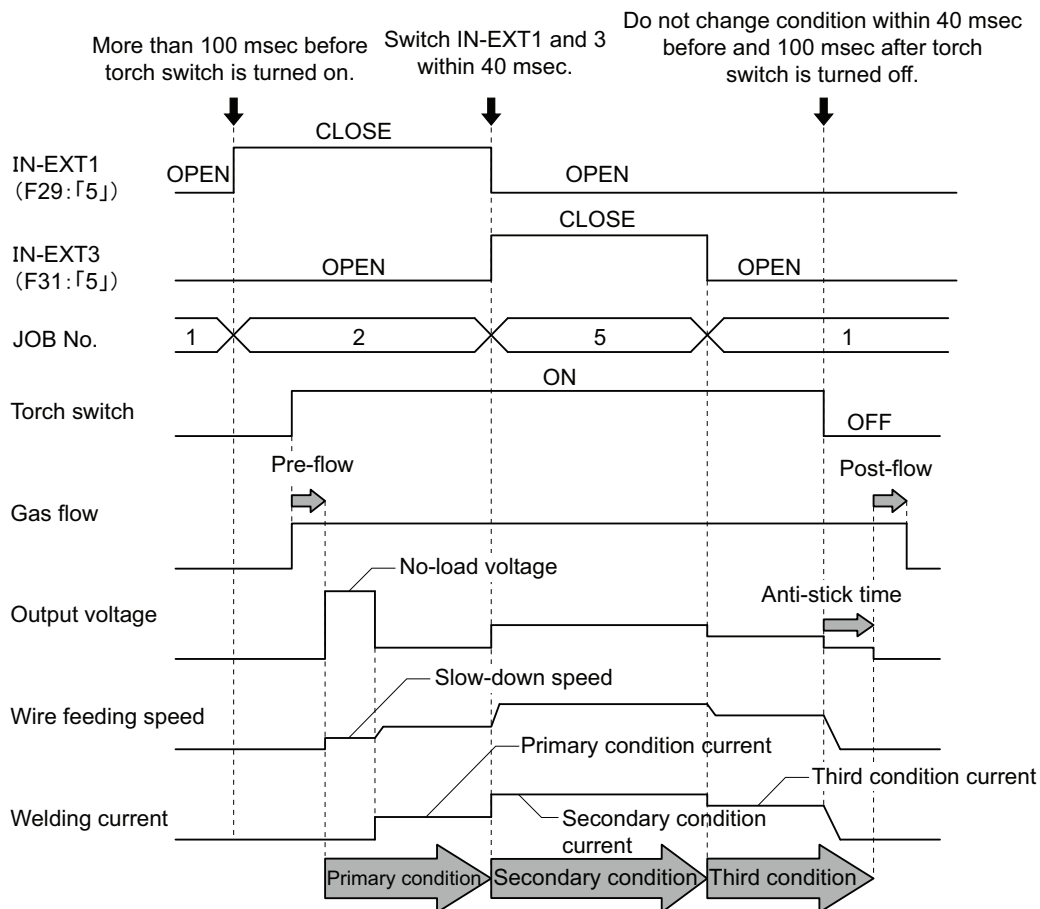 More than 100 msec before
torch switch is turned on.
Switch IN-EXT1 and 3
within 40 msec.
Do not change condition within 40 msec
before and 100 msec after torch
switch is turned off.
IN-EXT1
（F29：｢5｣）
OPEN
CLOSE
OPEN
IN-EXT3
（F31：｢5｣）
OPEN
CLOSE
OPEN
JOB No.
1
2
5
1
Torch switch
ON
OFF
Gas flow
Pre-flow
Post-flow
Output voltage
No-load voltage
Anti-stick time
Wire feeding speed
Slow-down speed
Welding current
Primary condition current
Secondary condition
current
Third condition current
Primary condition
Secondary condition
Third condition